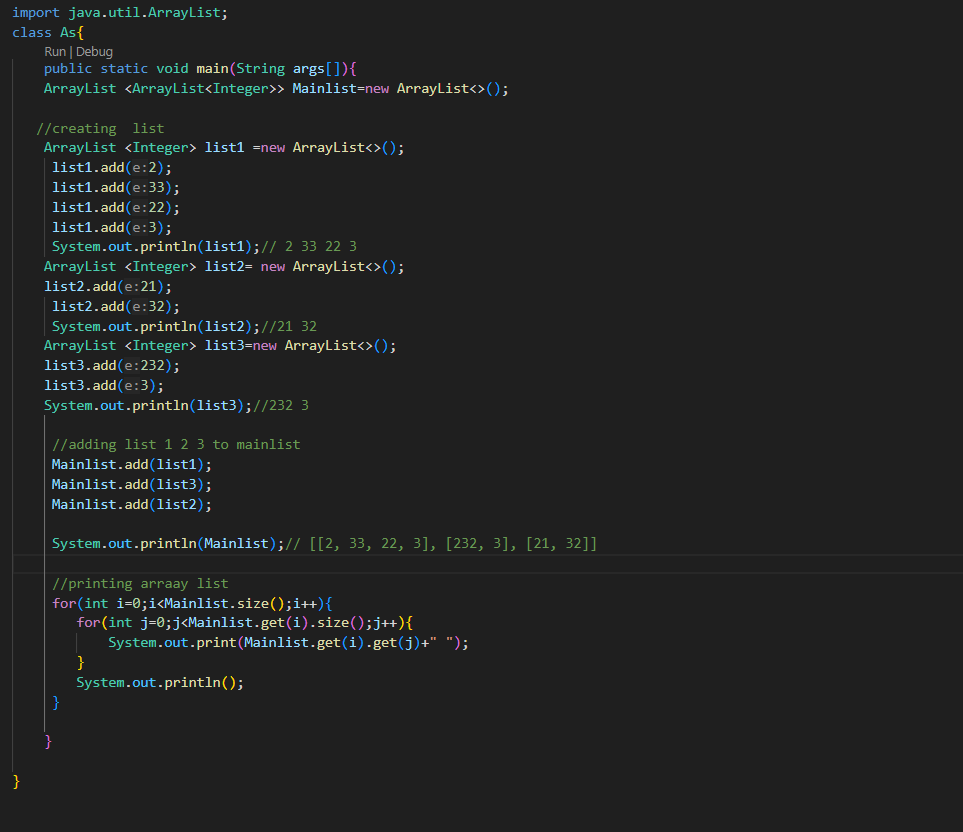 import java.util.ArrayList;
class As{
Run | Debug
public static void main(String args[]){
ArrayList <ArrayList<Integer>> Mainlist=new ArrayList<>();
//creating  list
ArrayList <Integer> list1 =new ArrayList<>();
list1.add(e:2);
list1.add(e:33);
list1.add(e:22);
list1.add(e:3);
System.out.println(list1);// 2 33 22 3
ArrayList <Integer> list2= new ArrayList<>();
list2.add(e:21);
list2.add(e:32);
System.out.println(list2);//21 32
ArrayList <Integer> list3=new ArrayList<>();
list3.add(e:232);
list3.add(e:3);
System.out.println(list3);//232 3
//adding list 1 2 3 to mainlist
Mainlist.add(list1);
Mainlist.add(list3);
Mainlist.add(list2);
System.out.println(Mainlist);// [[2, 33, 22, 3], [232, 3], [21, 32]]
//printing arraay list
for(int i=0;i<Mainlist.size();i++){
for(int j=0;j<Mainlist.get(i).size();j++){
System.out.print(Mainlist.get(i).get(j)+" ");
}
System.out.println();
}
}
}